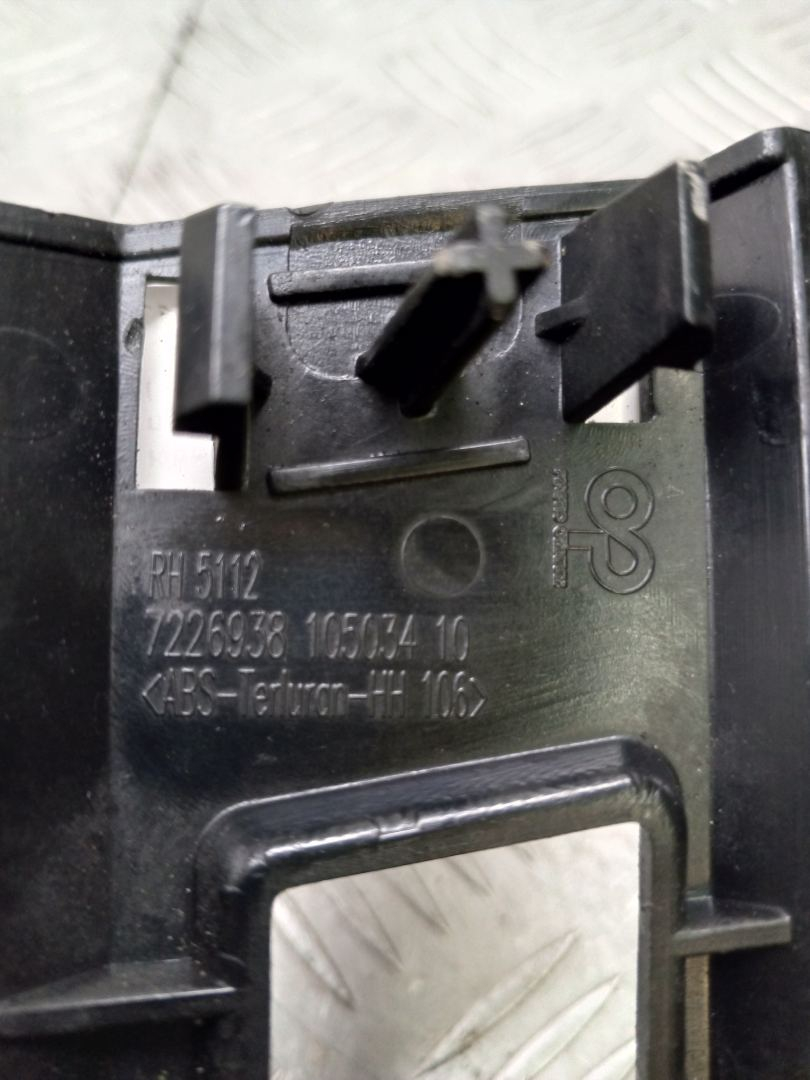 RH 5112
7226938 105034 10
<ABS-Terluran-HH 106>